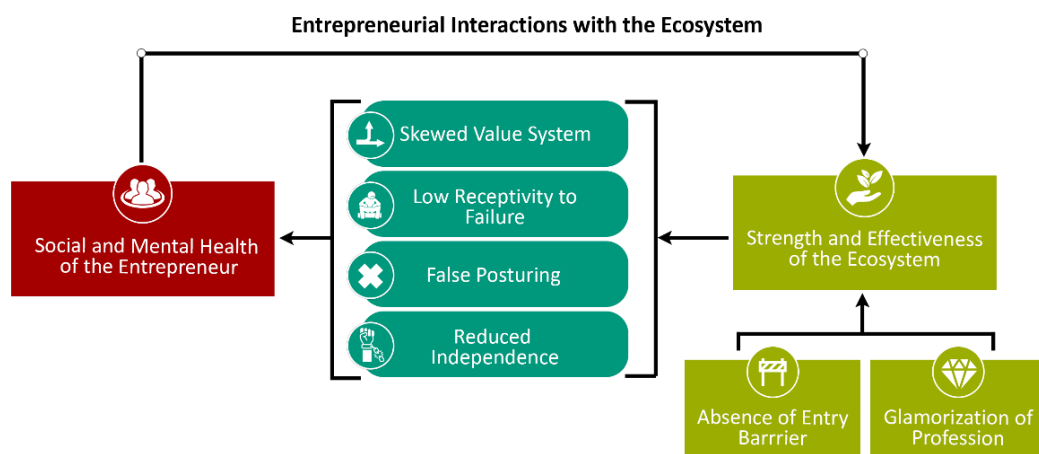 Entrepreneurial Interactions with the Ecosystem
Skewed Value System
Low Receptivity to
Failure
False Posturing
Reduced
Independence
Social and Mental Health
of the Entrepreneur
Strength and Effectiveness
of the Ecosystem
Absence of Entry
Barrrier
Glamorization of
Profession